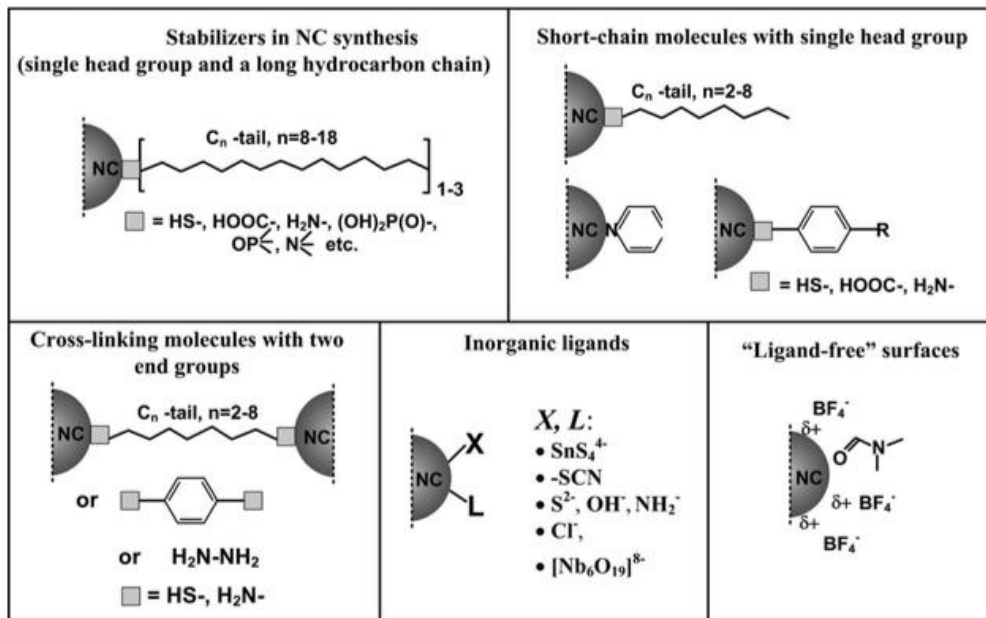 Stabilizers in NC synthesis
(single head group and a long hydrocarbon chain)
Cₙ -tail, n=8-18
NC
1-3
= HS-, HOOC-, H₂N-, (OH)₂P(O)-,
OP , N etc.
Short-chain molecules with single head group
Cₙ -tail, n=2-8
NC
NC N
NC R
= HS-, HOOC-, H₂N-
Cross-linking molecules with two
end groups
Cₙ -tail, n=2-8
NC NC
or
or H₂N-NH₂
= HS-, H₂N-
Inorganic ligands
NC
X
L
X, L:
• SnS₄⁴⁻
• -SCN
• S²⁻, OH⁻, NH₂⁻
• Cl⁻,
• [Nb₆O₁₉]⁸⁻
“Ligand-free” surfaces
BF₄⁻
δ+
O N
NC
δ+ BF₄⁻
δ+
BF₄⁻